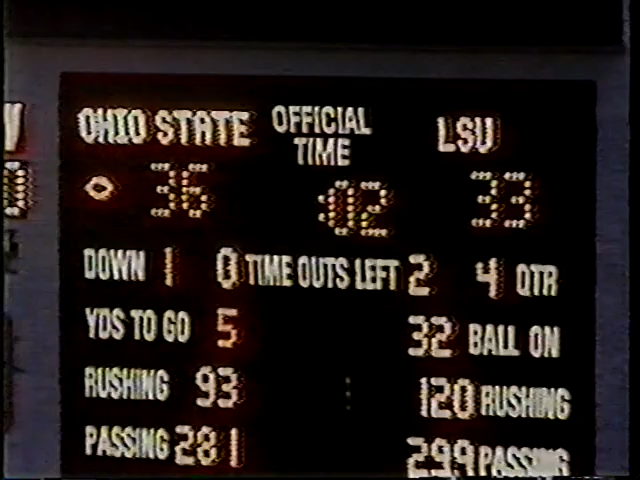 OHIO STATE OFFICIAL TIME LSU
36 :02 33
DOWN 1 0 TIME OUTS LEFT 2 4 QTR
YDS TO GO 5 32 BALL ON
RUSHING 93 120 RUSHING
PASSING 281 299 PASSING